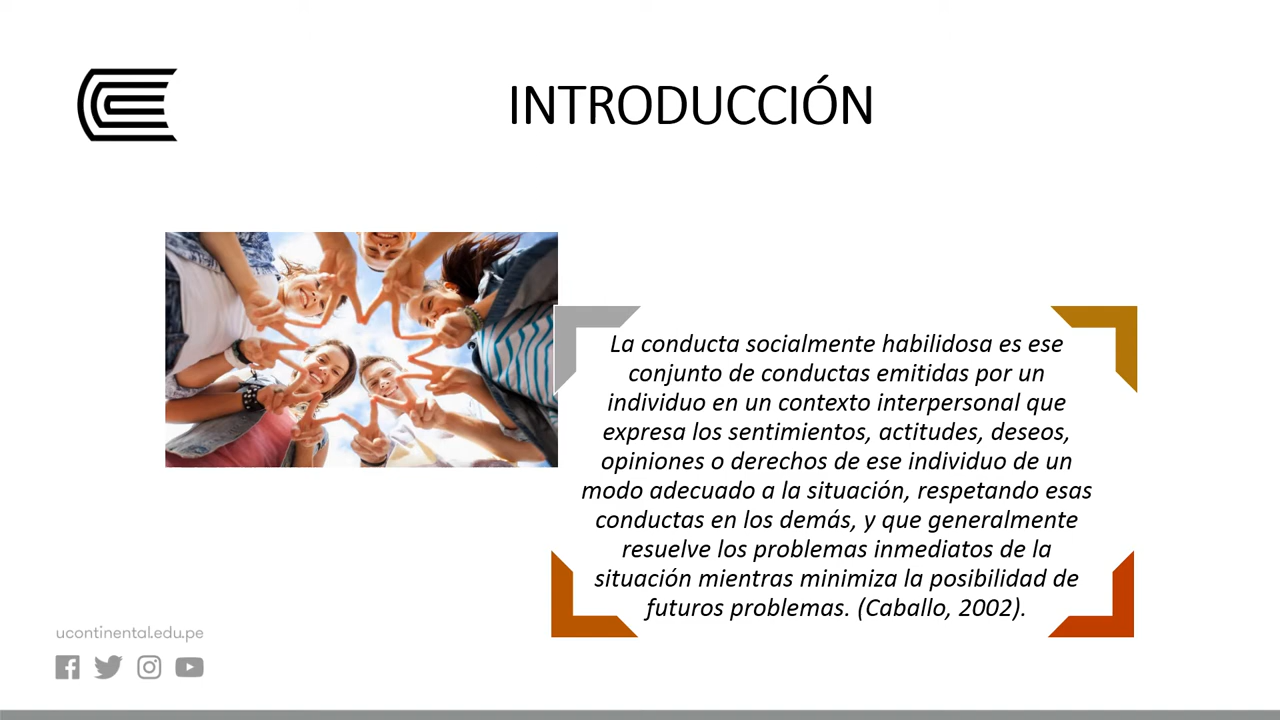 INTRODUCCIÓN
La conducta socialmente habilidosa es ese
conjunto de conductas emitidas por un
individuo en un contexto interpersonal que
expresa los sentimientos, actitudes, deseos,
opiniones o derechos de ese individuo de un
modo adecuado a la situación, respetando esas
conductas en los demás, y que generalmente
resuelve los problemas inmediatos de la
situación mientras minimiza la posibilidad de
futuros problemas. (Caballo, 2002).
ucontinental.edu.pe